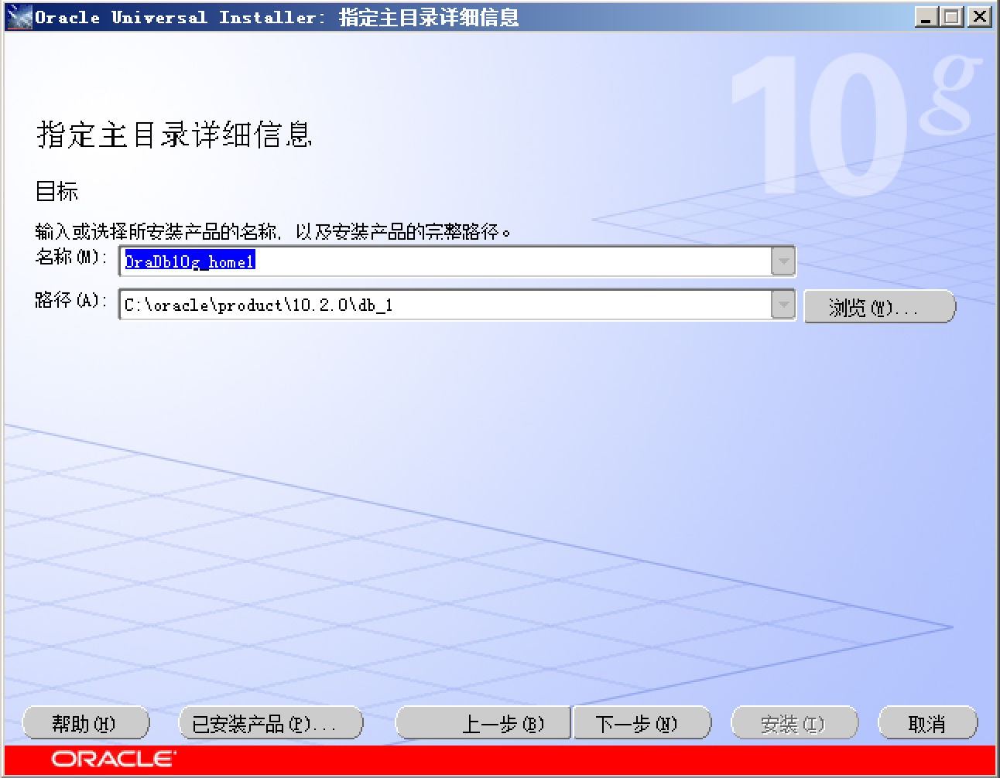 Oracle Universal Installer: 指定主目录详细信息
10g
指定主目录详细信息
目标
输入或选择所安装产品的名称, 以及安装产品的完整路径。
名称(M): OraDb10g_home1
路径(A): C:\oracle\product\10.2.0\db_1 浏览(W)...
帮助(H) 已安装产品(P)... 上一步(B) 下一步(N) 安装(I) 取消
ORACLE